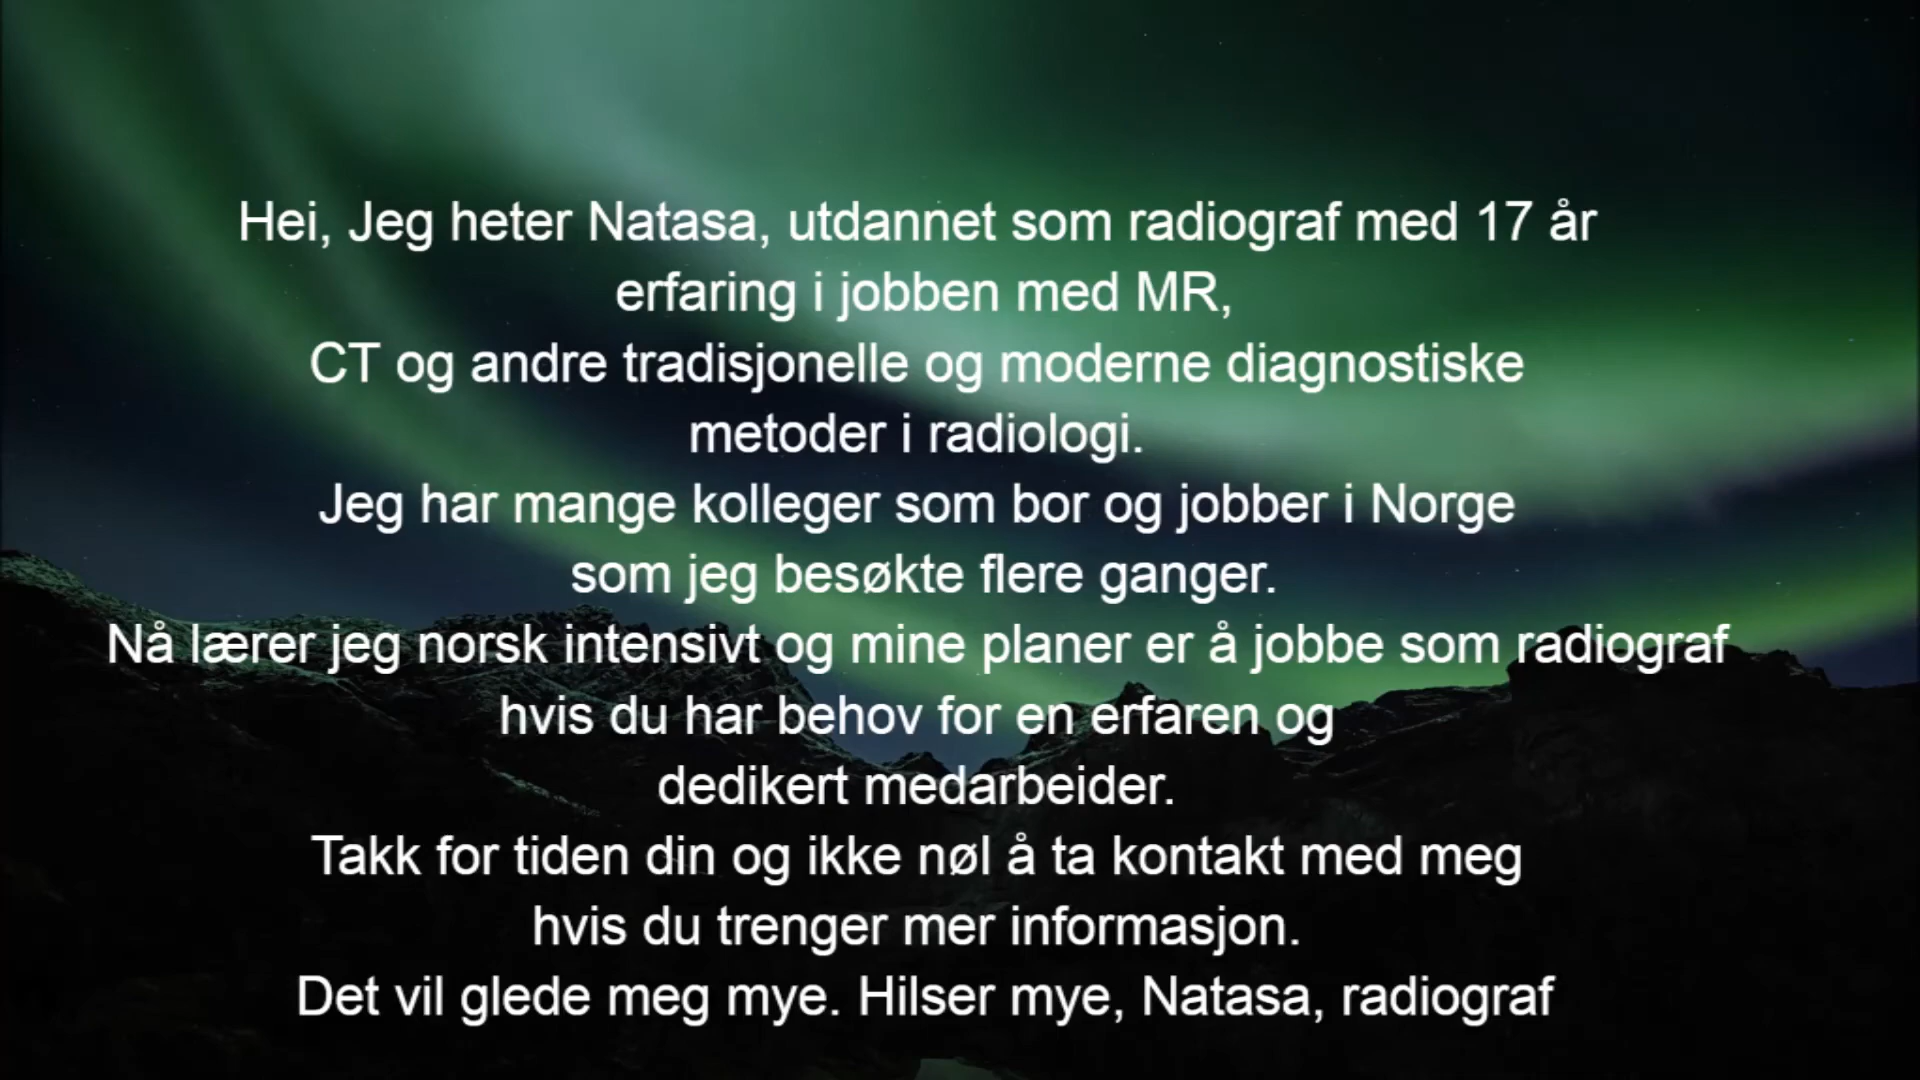 Hei, Jeg heter Natasa, utdannet som radiograf med 17 år
erfaring i jobben med MR,
CT og andre tradisjonelle og moderne diagnostiske
metoder i radiologi.
Jeg har mange kolleger som bor og jobber i Norge
som jeg besøkte flere ganger.
Nå lærer jeg norsk intensivt og mine planer er å jobbe som radiograf
hvis du har behov for en erfaren og
dedikert medarbeider.
Takk for tiden din og ikke nøl å ta kontakt med meg
hvis du trenger mer informasjon.
Det vil glede meg mye. Hilser mye, Natasa, radiograf